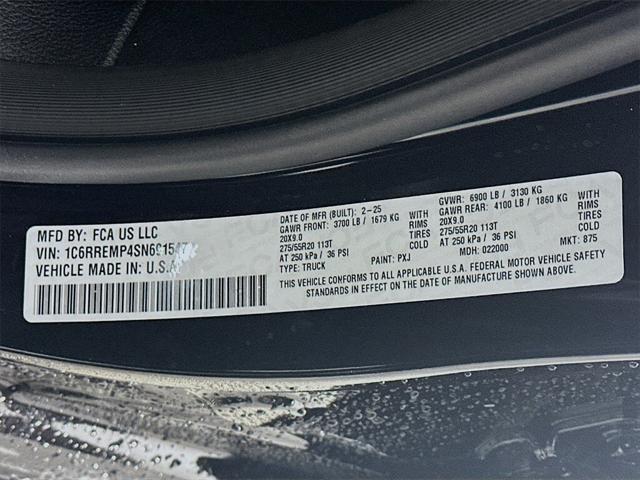 MFD BY: FCA US LLC
VIN:
VEHICLE MADE IN: U.S.A.
DATE OF MFR (BUILT): 2-25
GAWR FRONT: 3700 LB / 1679 KG WITH
20X9.0 RIM
275/55R20 113T TIRES
AT 250 kPa / 36 PSI COLD
TYPE: TRUCK PAINT: PXJ
GVWR: 6900 LB / 3130 KG
GAWR REAR: 4100 LB / 1860 KG WITH
20X9.0 RIMS
275/55R20 113T TIRES
AT 250 kPa / 36 PSI COLD
MDH: 022000 MKT: 875
THIS VEHICLE CONFORMS TO ALL APPLICABLE U.S.A. FEDERAL MOTOR VEHICLE SAFETY
STANDARDS IN EFFECT ON THE DATE OF MANUFACTURE SHOWN ABOVE.